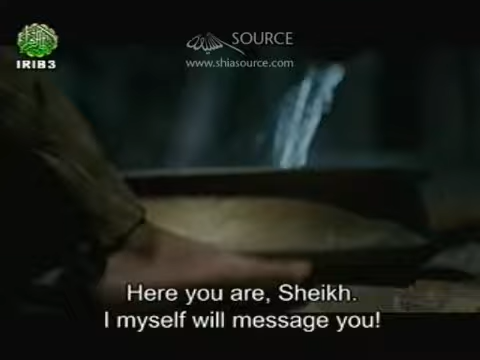 SOURCE
www.shiasource.com
IRIB3
Here you are, Sheikh.
I myself will message you!